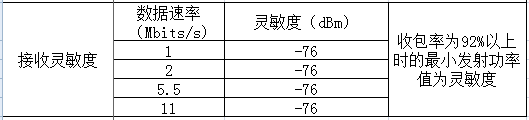 接收灵敏度
数据速率
(Mbits/s)
灵敏度（dBm）
1
-76
2
-76
5.5
-76
11
-76
收包率为92%以上
时的最小发射功率
值为灵敏度